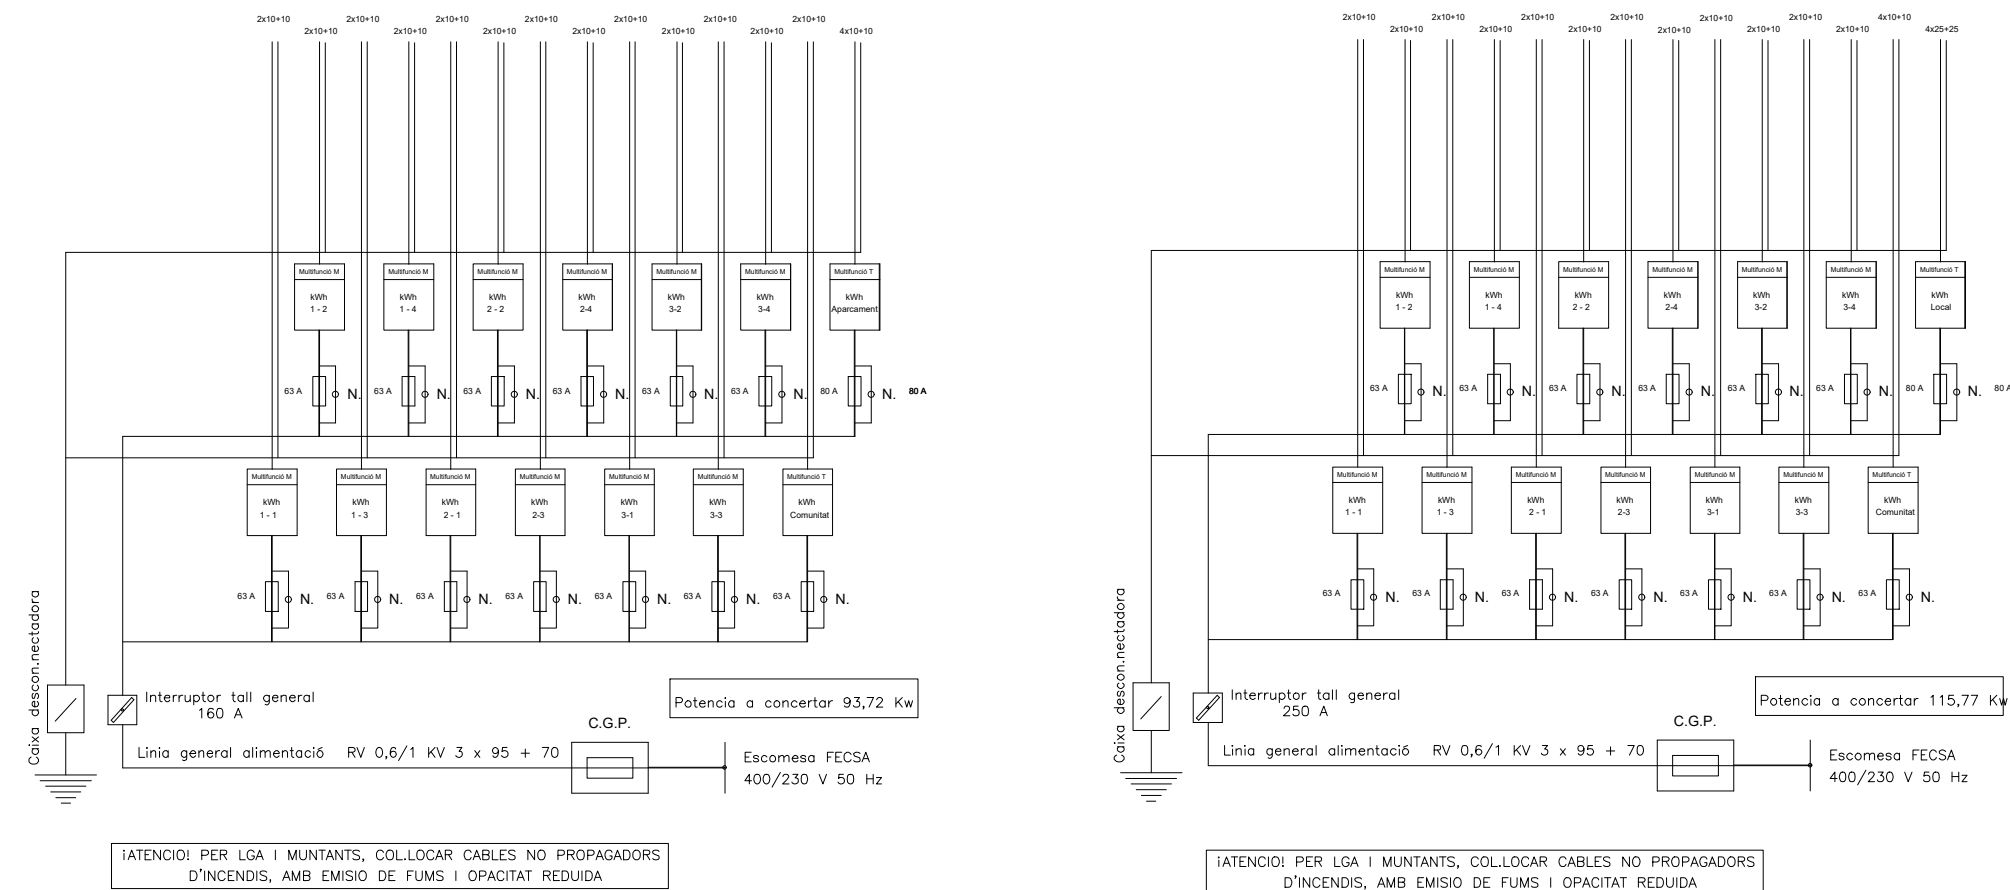 2x10+10 2x10+10 2x10+10 2x10+10 2x10+10 2x10+10 2x10+10
2x10+10 2x10+10 2x10+10 2x10+10 2x10+10 2x10+10 4x10+10
Multifunció M Multifunció M Multifunció M Multifunció M Multifunció M Multifunció M Multifunció T
kWh kWh kWh kWh kWh kWh kWh
1 - 2 1 - 4 2 - 2 2-4 3-2 3-4 Aparcament
63 A N. 63 A N. 63 A N. 63 A N. 63 A N. 63 A N. 80 A N. 80 A
Multifunció M Multifunció M Multifunció M Multifunció M Multifunció M Multifunció M Multifunció T
kWh kWh kWh kWh kWh kWh kWh
1 - 1 1 - 3 2 - 1 2-3 3-1 3-3 Comunitat
63 A N. 63 A N. 63 A N. 63 A N. 63 A N. 63 A N. 63 A N.
Caixa descon.nectadora
Interruptor tall general
160 A
Potencia a concertar 93,72 Kw
C.G.P.
Linia general alimentació RV 0,6/1 KV 3 x 95 + 70
Escomesa FECSA
400/230 V 50 Hz
¡ATENCIO! PER LGA I MUNTANTS, COL.LOCAR CABLES NO PROPAGADORS
D'INCENDIS, AMB EMISIO DE FUMS I OPACITAT REDUIDA
2x10+10 2x10+10 2x10+10 2x10+10 2x10+10 2x10+10 4x10+10
2x10+10 2x10+10 2x10+10 2x10+10 2x10+10 2x10+10 4x25+25
Multifunció M Multifunció M Multifunció M Multifunció M Multifunció M Multifunció M Multifunció T
kWh kWh kWh kWh kWh kWh kWh
1 - 2 1 - 4 2 - 2 2-4 3-2 3-4 Local
63 A N. 63 A N. 63 A N. 63 A N. 63 A N. 63 A N. 80 A N. 80 A
Multifunció M Multifunció M Multifunció M Multifunció M Multifunció M Multifunció M Multifunció T
kWh kWh kWh kWh kWh kWh kWh
1 - 1 1 - 3 2 - 1 2-3 3-1 3-3 Comunitat
63 A N. 63 A N. 63 A N. 63 A N. 63 A N. 63 A N. 63 A N.
Caixa descon.nectadora
Interruptor tall general
250 A
Potencia a concertar 115,77 Kw
C.G.P.
Linia general alimentació RV 0,6/1 KV 3 x 95 + 70
Escomesa FECSA
400/230 V 50 Hz
¡ATENCIO! PER LGA I MUNTANTS, COL.LOCAR CABLES NO PROPAGADORS
D'INCENDIS, AMB EMISIO DE FUMS I OPACITAT REDUIDA